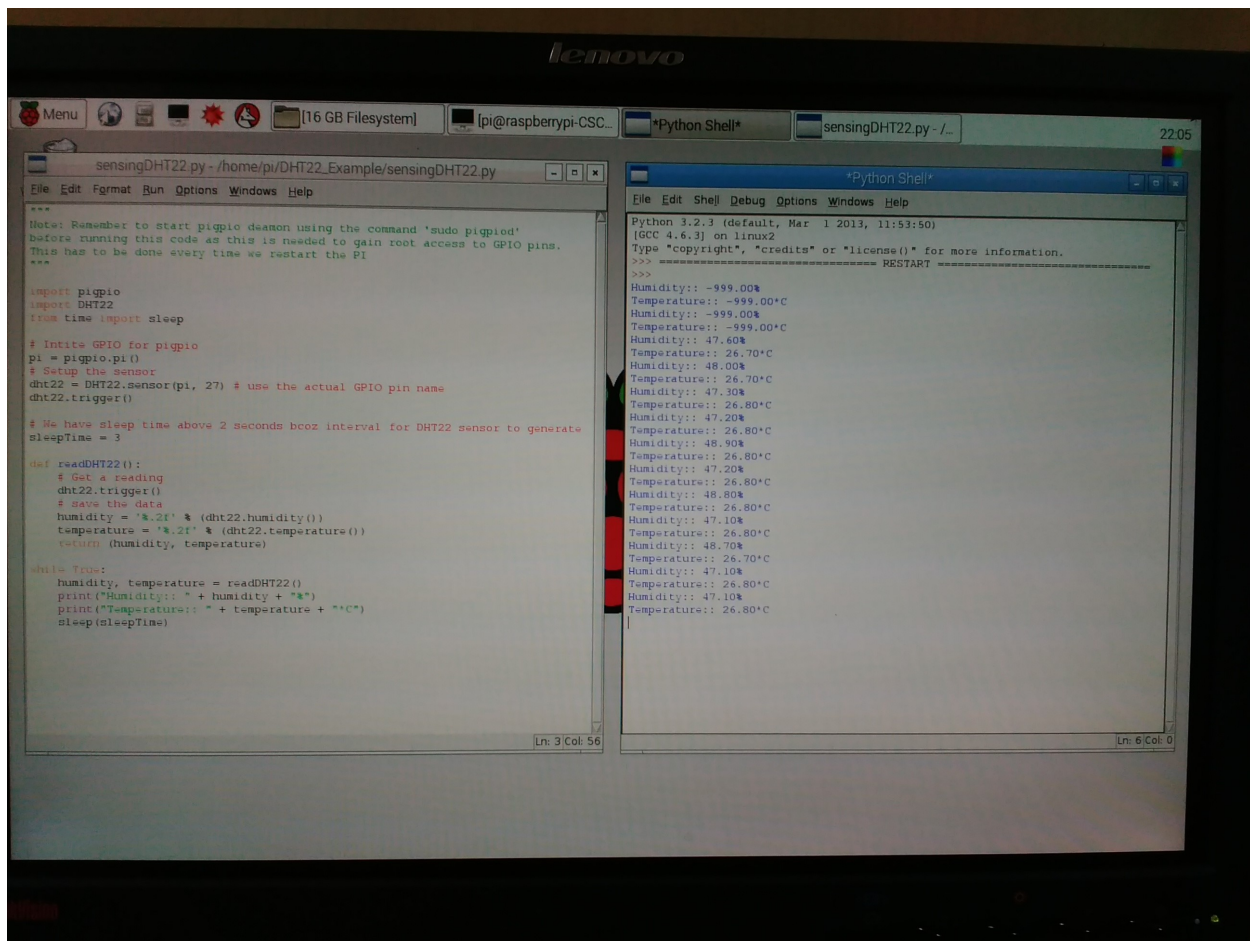 lenovo
Menu
[16 GB Filesystem]
[pi@raspberrypi-CSC...
*Python Shell*
sensingDHT22.py - /...
22:05
sensingDHT22.py - /home/pi/DHT22_Example/sensingDHT22.py
File Edit Format Run Options Windows Help
"""
Note: Remember to start pigpio deamon using the command 'sudo pigpiod'
before running this code as this is needed to gain root access to GPIO pins.
This has to be done every time we restart the PI
"""
import pigpio
import DHT22
from time import sleep
# Intite GPIO for pigpio
pi = pigpio.pi()
# Setup the sensor
dht22 = DHT22.sensor(pi, 27) # use the actual GPIO pin name
dht22.trigger()
# We have sleep time above 2 seconds bcoz interval for DHT22 sensor to generate
sleepTime = 3
def readDHT22():
    # Get a reading
    dht22.trigger()
    # save the data
    humidity = '%.2f' % (dht22.humidity())
    temperature = '%.2f' % (dht22.temperature())
    return (humidity, temperature)
while True:
    humidity, temperature = readDHT22()
    print("Humidity:: " + humidity + "%")
    print("Temperature:: " + temperature + "*C")
    sleep(sleepTime)
Ln: 3 Col: 56
*Python Shell*
File Edit Shell Debug Options Windows Help
Python 3.2.3 (default, Mar  1 2013, 11:53:50)
[GCC 4.6.3] on linux2
Type "copyright", "credits" or "license()" for more information.
>>> ================================ RESTART ================================
>>>
Humidity:: -999.00%
Temperature:: -999.00*C
Humidity:: -999.00%
Temperature:: -999.00*C
Humidity:: 47.60%
Temperature:: 26.70*C
Humidity:: 48.00%
Temperature:: 26.70*C
Humidity:: 47.30%
Temperature:: 26.80*C
Humidity:: 47.20%
Temperature:: 26.80*C
Humidity:: 48.90%
Temperature:: 26.80*C
Humidity:: 47.20%
Temperature:: 26.80*C
Humidity:: 48.80%
Temperature:: 26.80*C
Humidity:: 47.10%
Temperature:: 26.80*C
Humidity:: 48.70%
Temperature:: 26.70*C
Humidity:: 47.10%
Temperature:: 26.80*C
Humidity:: 47.10%
Temperature:: 26.80*C
Ln: 6 Col: 0